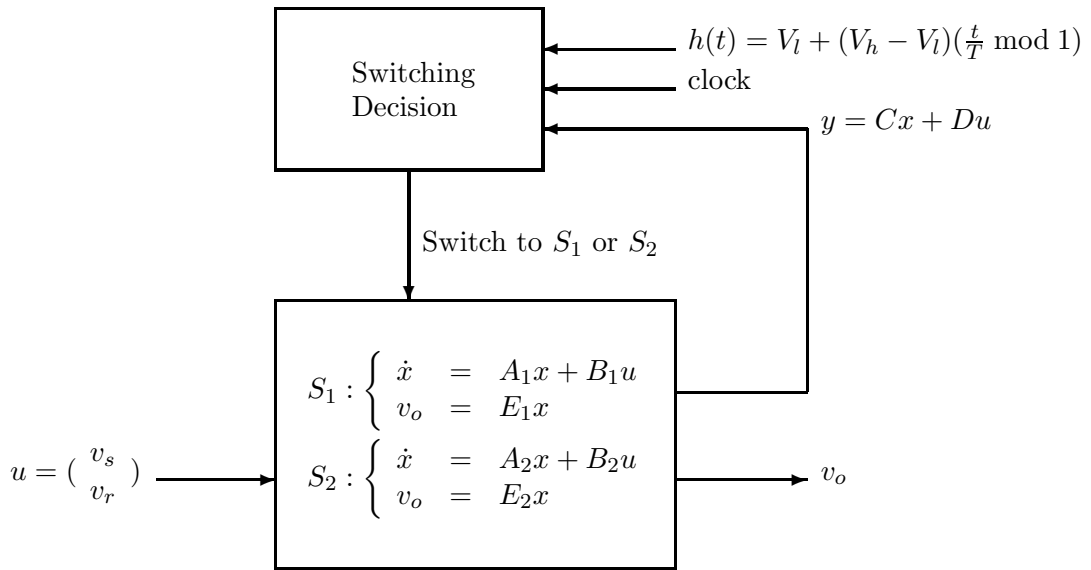 h(t) = V_l + (V_h − V_l)(\frac{t}{T} mod 1)
Switching
Decision
clock
y = Cx + Du
Switch to S_1 or S_2
S_1 : { ẋ = A_1x + B_1u
v_o = E_1x
u = ( v_s
v_r )
S_2 : { ẋ = A_2x + B_2u
v_o = E_2x
v_o